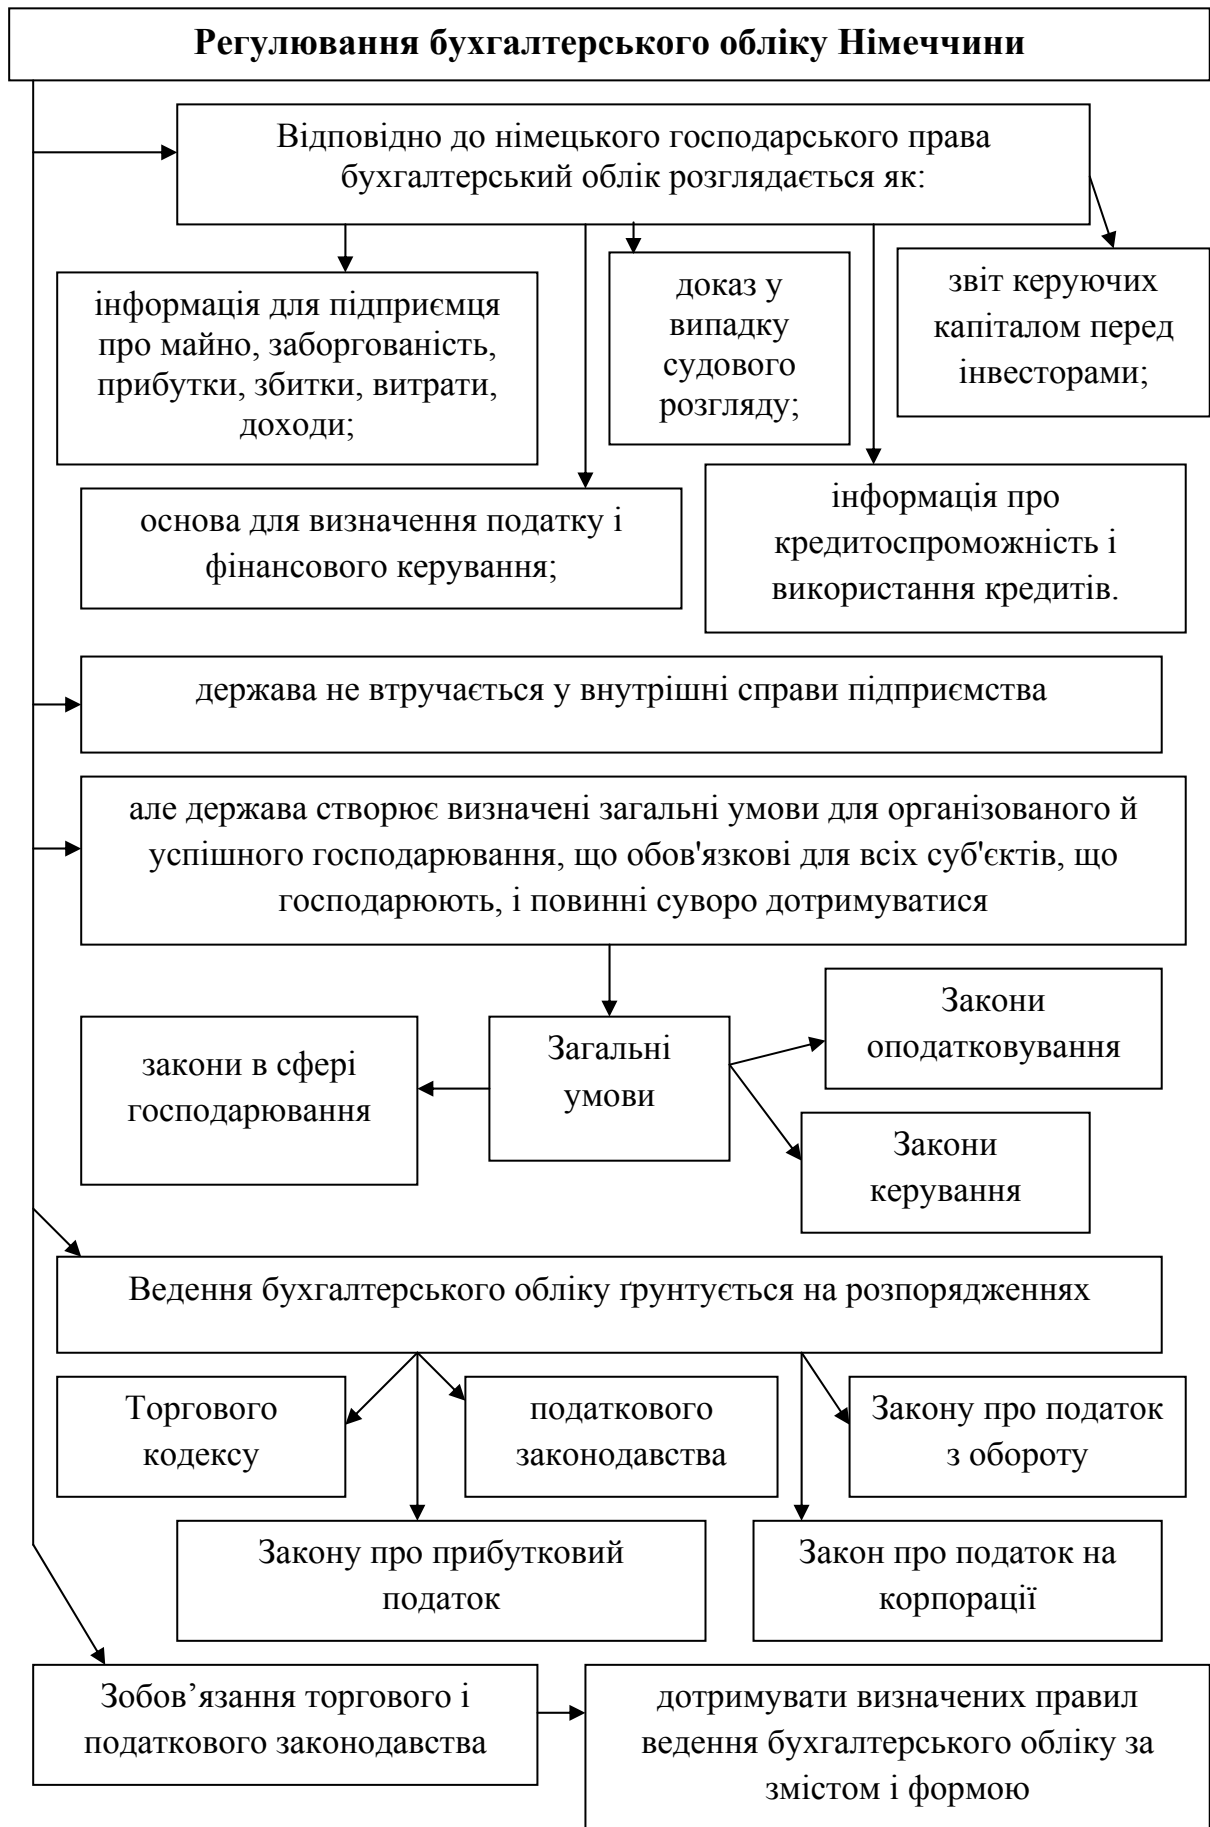 Регулювання бухгалтерського обліку Німеччини
Відповідно до німецького господарського права
бухгалтерський облік розглядається як:
інформація для підприємця
про майно, заборгованість,
прибутки, збитки, витрати,
доходи;
доказ у
випадку
судового
розгляду;
звіт керуючих
капіталом перед
інвесторами;
основа для визначення податку і
фінансового керування;
інформація про
кредитоспроможність і
використання кредитів.
держава не втручається у внутрішні справи підприємства
але держава створює визначені загальні умови для організованого й
успішного господарювання, що обов'язкові для всіх суб'єктів, що
господарюють, і повинні суворо дотримуватися
закони в сфері
господарювання
Загальні
умови
Закони
оподатковування
Закони
керування
Ведення бухгалтерського обліку ґрунтується на розпорядженнях
Торгового
кодексу
податкового
законодавства
Закону про податок
з обороту
Закону про прибутковий
податок
Закон про податок на
корпорації
Зобов’язання торгового і
податкового законодавства
дотримувати визначених правил
ведення бухгалтерського обліку за
змістом і формою